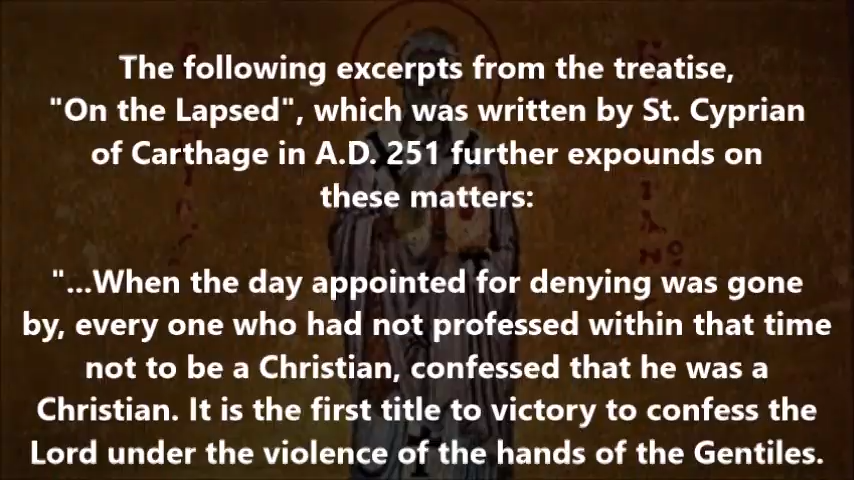 The following excerpts from the treatise,
"On the Lapsed", which was written by St. Cyprian
of Carthage in A.D. 251 further expounds on
these matters:
"...When the day appointed for denying was gone
by, every one who had not professed within that time
not to be a Christian, confessed that he was a
Christian. It is the first title to victory to confess the
Lord under the violence of the hands of the Gentiles.